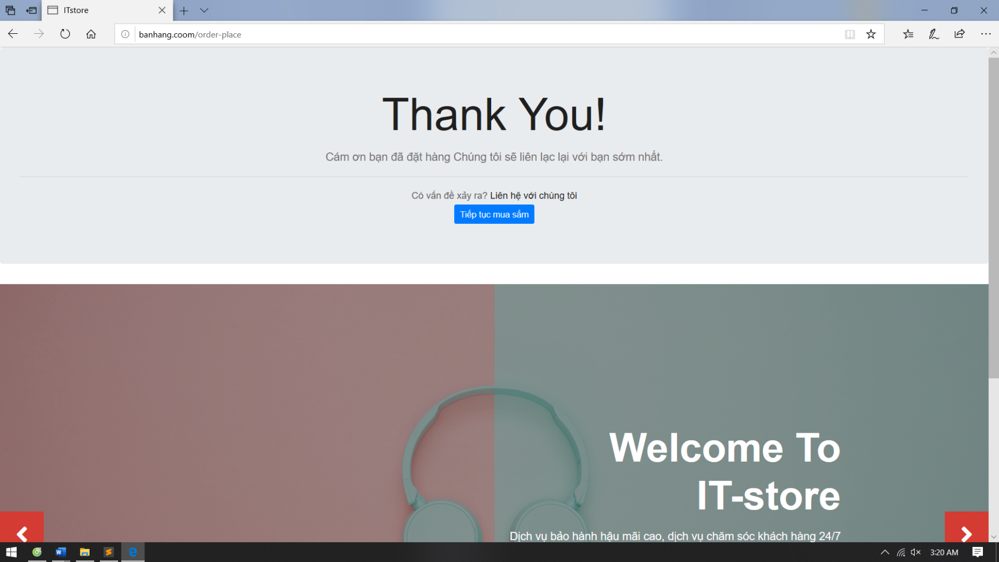 ITstore
banhang.coom/order-place
Thank You!
Cám ơn bạn đã đặt hàng Chúng tôi sẽ liên lạc lại với bạn sớm nhất.
Có vấn đề xảy ra? Liên hệ với chúng tôi
Tiếp tục mua sắm
Welcome To
IT-store
Dịch vụ bảo hành hậu mãi cao, dịch vụ chăm sóc khách hàng 24/7
3:20 AM